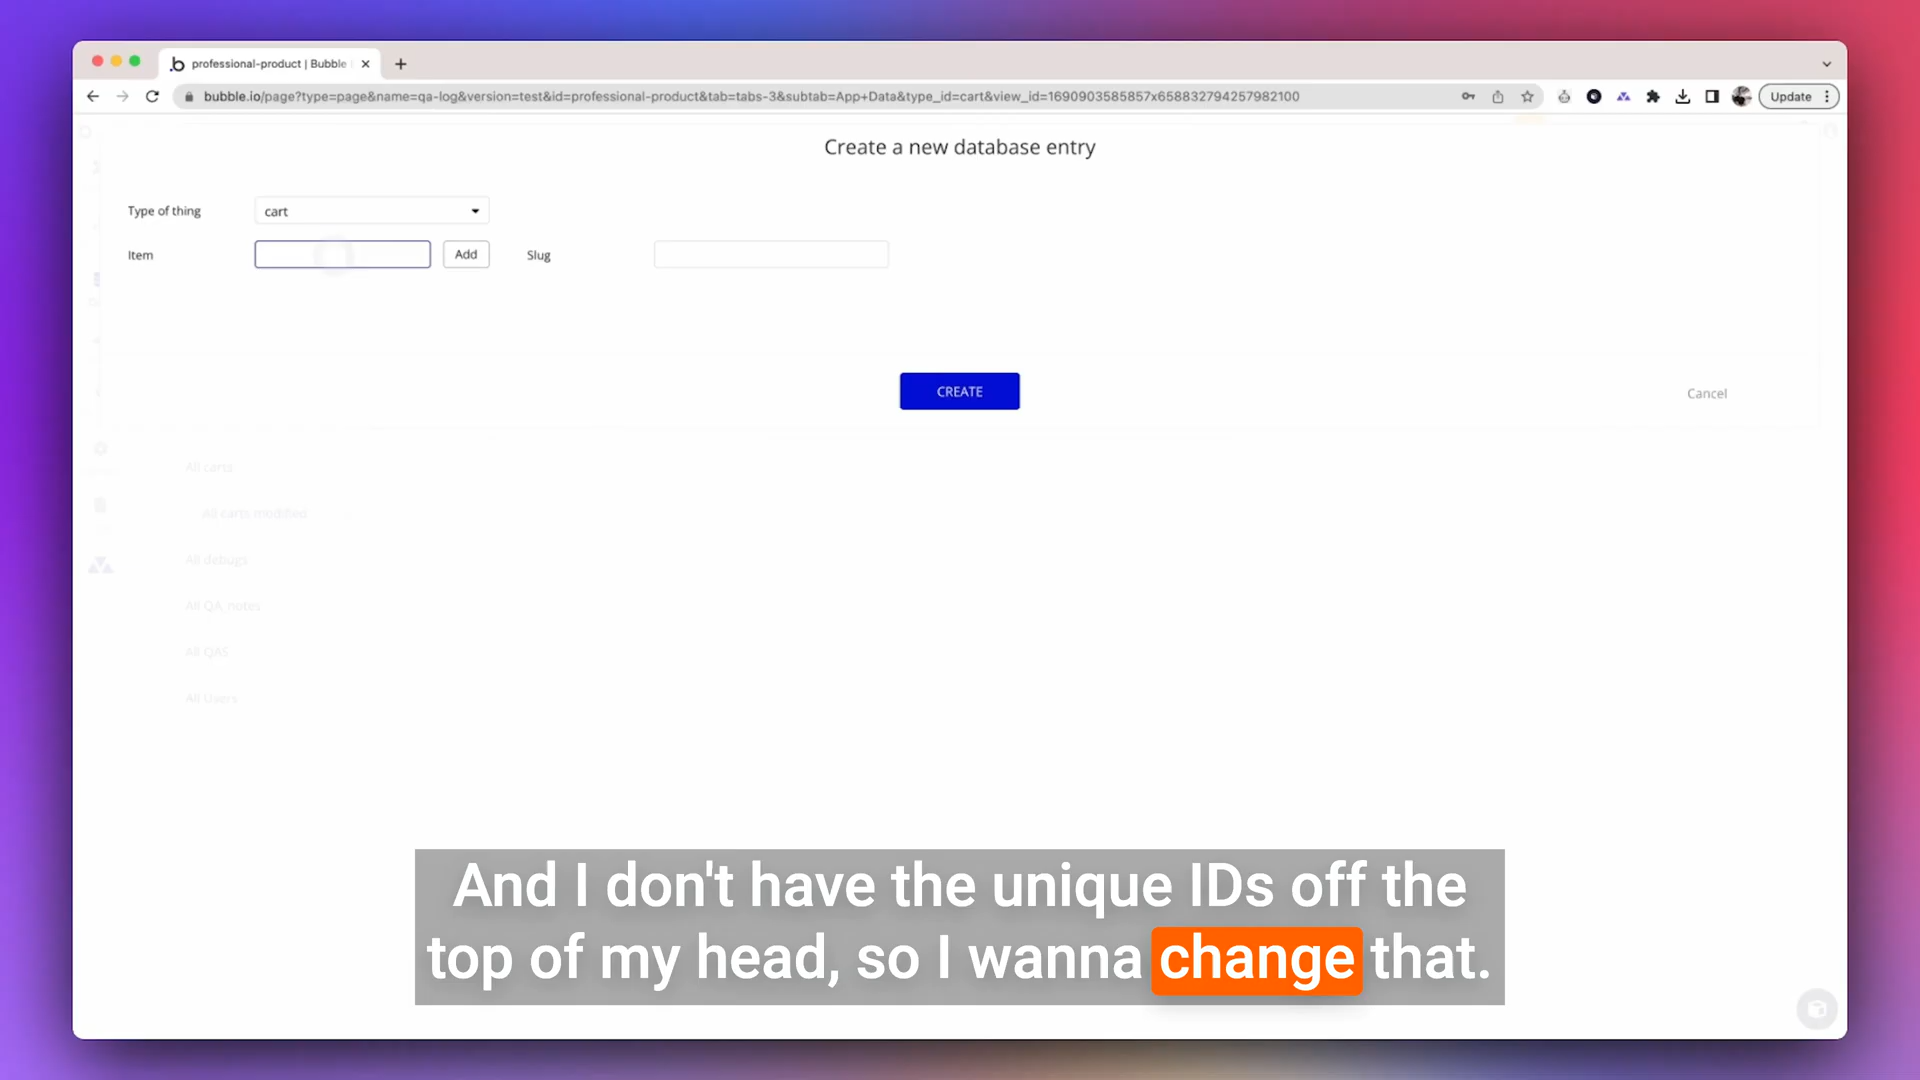 professional-product | Bubble
bubble.io/page?type=page&name=qa-log&version=test&id=professional-product&tab=tabs-3&subtab=App+Data&type_id=cart&view_id=1690903585857x658832794257982100
Update
Create a new database entry
Type of thing
cart
Item
Add
Slug
CREATE
Cancel
All carts
All carts modified
All debugs
All QA notes
All QAS
All Users
And I don't have the unique IDs off the
top of my head, so I wanna change that.